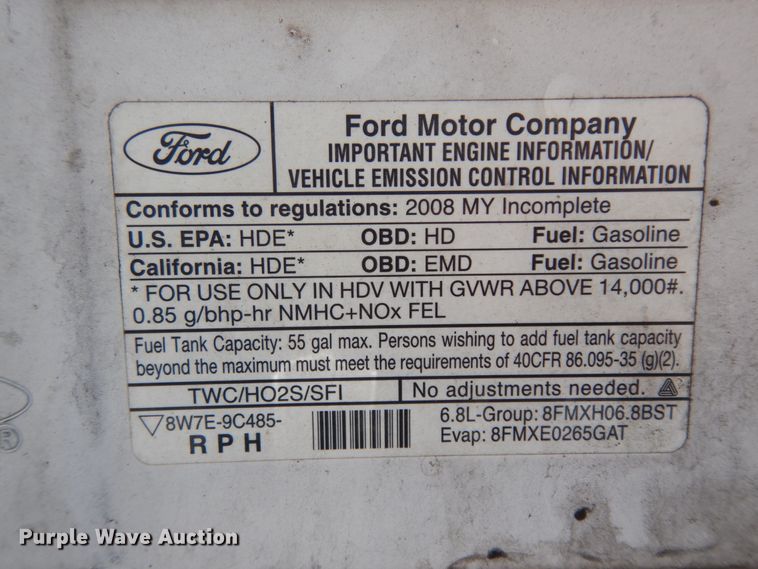 Ford
Ford Motor Company
IMPORTANT ENGINE INFORMATION/
VEHICLE EMISSION CONTROL INFORMATION
Conforms to regulations: 2008 MY Incomplete
U.S. EPA: HDE* OBD: HD Fuel: Gasoline
California: HDE* OBD: EMD Fuel: Gasoline
* FOR USE ONLY IN HDV WITH GVWR ABOVE 14,000#.
0.85 g/bhp-hr NMHC+NOx FEL
Fuel Tank Capacity: 55 gal max. Persons wishing to add fuel tank capacity
beyond the maximum must meet the requirements of 40CFR 86.095-35 (g)(2).
TWC/HO2S/SFI No adjustments needed.
8W7E-9C485-
RPH
6.8L-Group: 8FMXH06.8BST
Evap: 8FMXE0265GAT
®
Purple Wave Auction